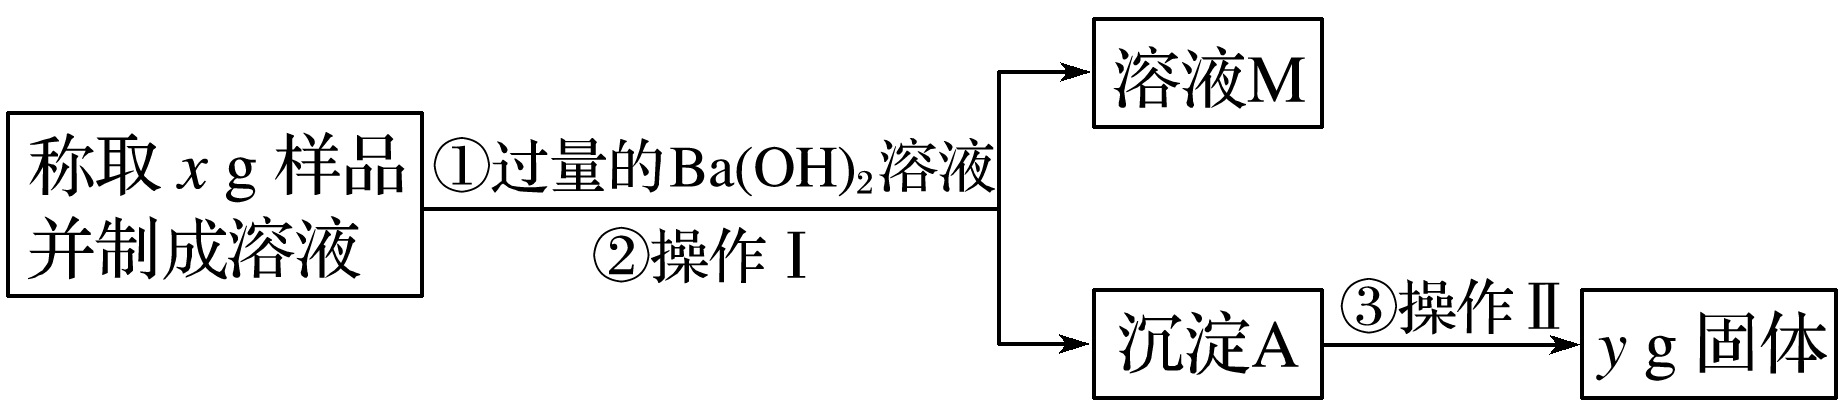 称取 x g 样品
并制成溶液
①过量的Ba(OH)₂溶液
②操作Ⅰ
溶液M
沉淀A
③操作Ⅱ
y g 固体